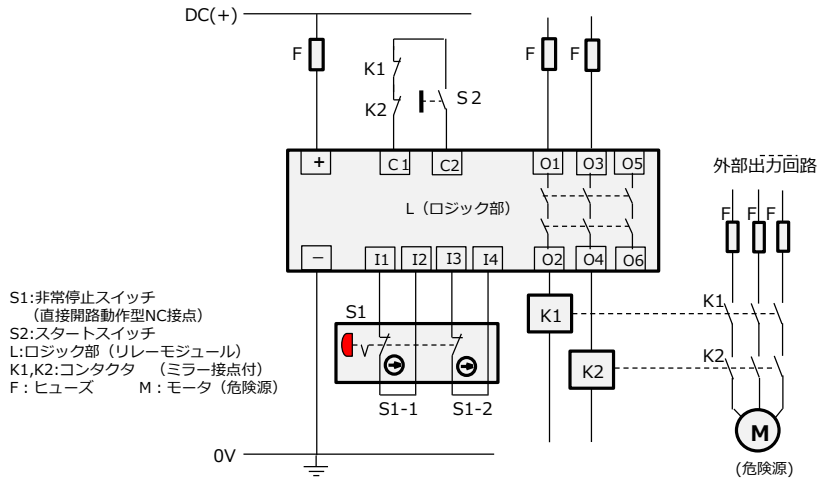 DC(+)
F
K1
K2
S2
F
F
+
C1
C2
O1
O3
O5
外部出力回路
L（ロジック部）
F
F
F
−
I1
I2
I3
I4
O2
O4
O6
S1:非常停止スイッチ
（直接開路動作型NC接点）
S2:スタートスイッチ
L:ロジック部（リレーモジュール）
K1,K2:コンタクタ （ミラー接点付）
F：ヒューズ M：モータ（危険源）
S1
K1
K1
K2
K2
S1-1
S1-2
M
0V
(危険源)